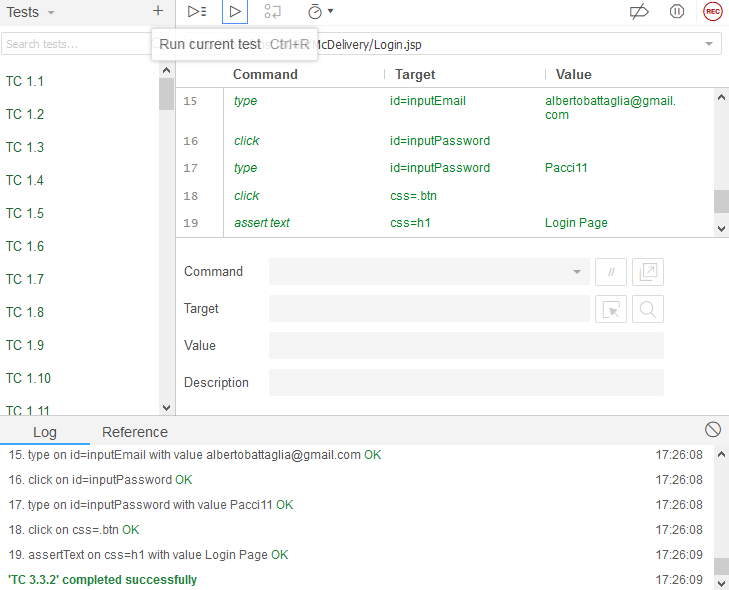 Tests
REC
Search tests...
Run current test Ctrl+R
McDelivery/Login.jsp
Command Target Value
15 type id=inputEmail albertobattaglia@gmail.
com
16 click id=inputPassword
17 type id=inputPassword Pacci11
18 click css=.btn
19 assert text css=h1 Login Page
TC 1.1
TC 1.2
TC 1.3
TC 1.4
TC 1.5
TC 1.6
TC 1.7
TC 1.8
TC 1.9
TC 1.10
TC 1.11
Command //
Target
Value
Description
Log Reference
15. type on id=inputEmail with value albertobattaglia@gmail.com OK 17:26:08
16. click on id=inputPassword OK 17:26:08
17. type on id=inputPassword with value Pacci11 OK 17:26:08
18. click on css=.btn OK 17:26:08
19. assertText on css=h1 with value Login Page OK 17:26:09
'TC 3.3.2' completed successfully 17:26:09